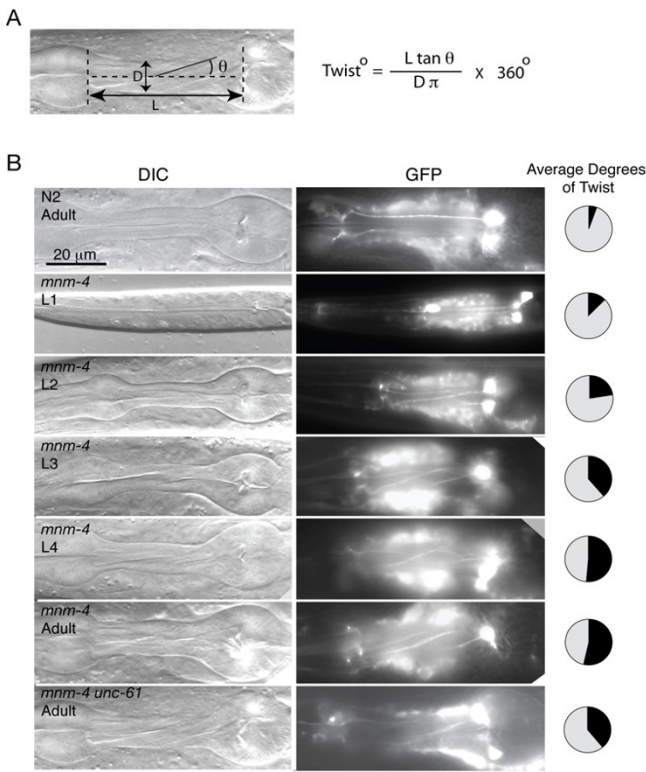 A
D
θ
L
Twist° = L tan θ / D π x 360°
B
DIC
GFP
Average Degrees
of Twist
N2
Adult
20 µm
mnm-4
L1
mnm-4
L2
mnm-4
L3
mnm-4
L4
mnm-4
Adult
mnm-4 unc-61
Adult